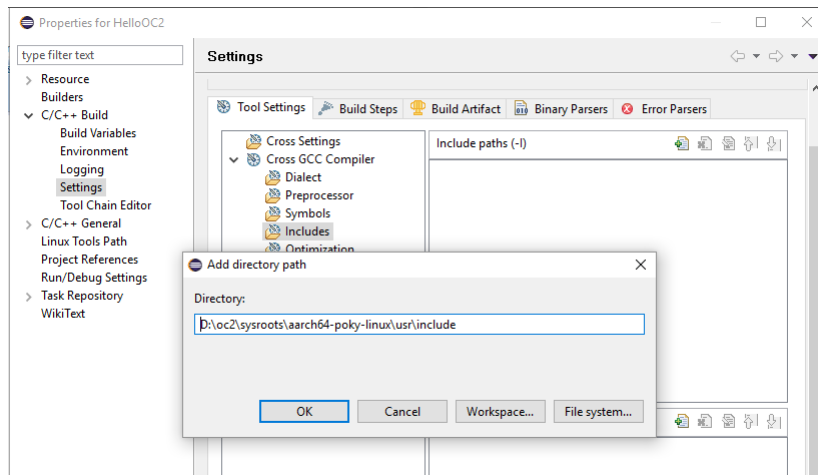 Properties for HelloOC2
type filter text
Resource
Builders
C/C++ Build
Build Variables
Environment
Logging
Settings
Tool Chain Editor
C/C++ General
Linux Tools Path
Project References
Run/Debug Settings
Task Repository
WikiText
Settings
Tool Settings
Build Steps
Build Artifact
Binary Parsers
Error Parsers
Cross Settings
Cross GCC Compiler
Dialect
Preprocessor
Symbols
Includes
Optimization
Include paths (-I)
Add directory path
Directory:
D:\oc2\sysroots\aarch64-poky-linux\usr\include
OK
Cancel
Workspace...
File system...